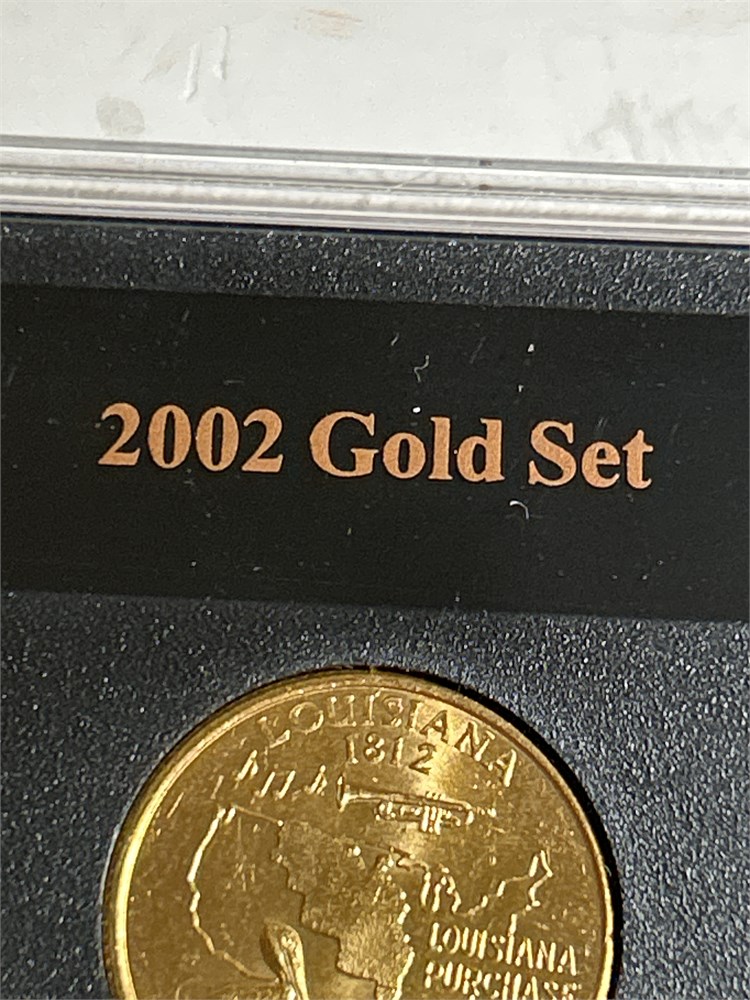 2002 Gold Set
LOUISIANA
1812
LOUISIANA
PURCHASE